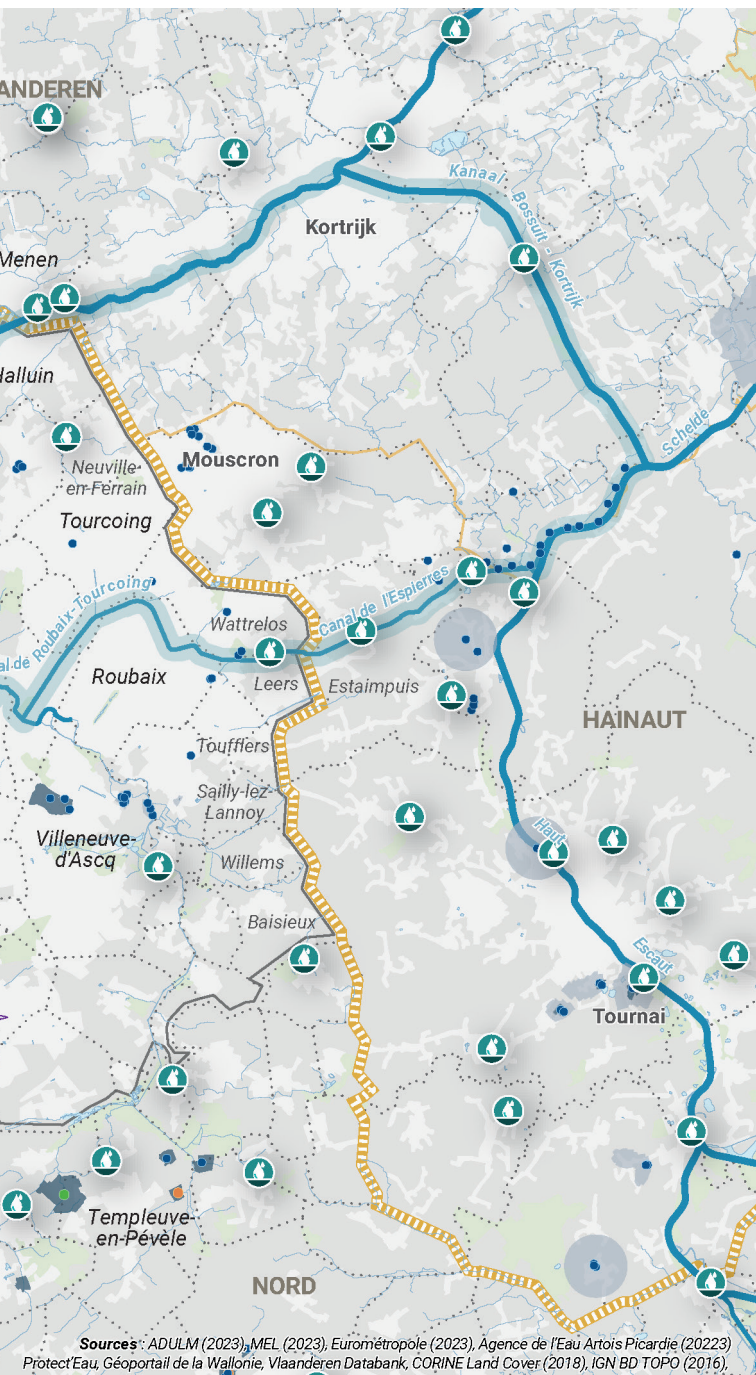 ANDEREN
Kanaal Bossuit - Kortrijk
Kortrijk
Menen
Halluin
Schelde
Mouscron
Neuville-
en-Ferrain
Tourcoing
Canal de l'Espierres
al de Roubaix-Tourcoing
Wattrelos
Roubaix
Leers
Estaimpuis
HAINAUT
Toufflers
Sailly-lez-
Lannoy
Haut
Villeneuve-
d'Ascq
Willems
Baisieux
Escaut
Tournai
Templeuve-
en-Pévèle
NORD
Sources : ADULM (2023), MEL (2023), Eurométropole (2023), Agence de l'Eau Artois Picardie (20223)
Protect'Eau, Géoportail de la Wallonie, Vlaanderen Databank, CORINE Land Cover (2018), IGN BD TOPO (2016),